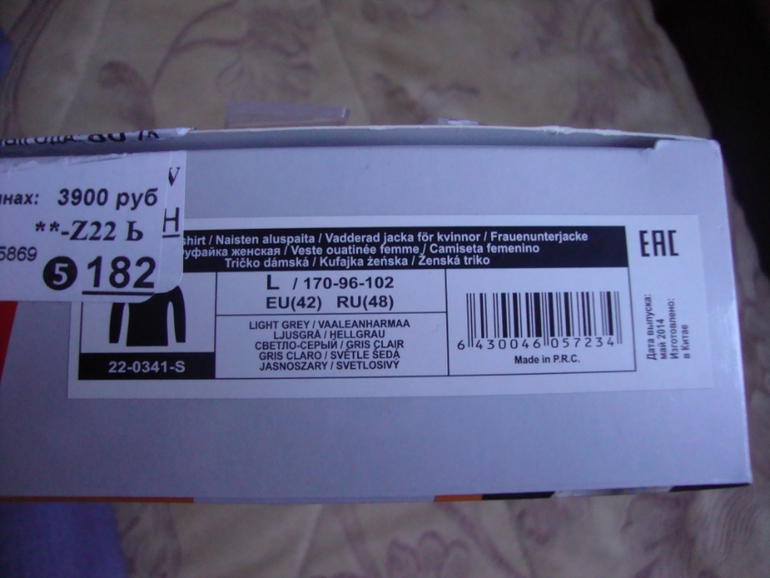 нах: 3900 руб
**-Z22 Ь
5869
5 182
V
Н
shirt / Naisten aluspaita / Vadderad jacka för kvinnor / Frauenunterjacke
уфайка женская / Veste ouatinée femme / Camiseta femenino
Tričko dámská / Kufajka żeńska / Ženská triko
L / 170-96-102
EU(42) RU(48)
LIGHT GREY / VAALEANHARMAA
LJUSGRÅ / HELLGRAU
СВЕТЛО-СЕРЫЙ / GRIS CLAIR
GRIS CLARO / SVĚTLE ŠEDÁ
JASNOSZARY / SVETLOSIVÝ
22-0341-S
6 430046 057234
Made in P.R.C.
EAC
Дата выпуска:
май 2014
Изготовлено:
в Китае